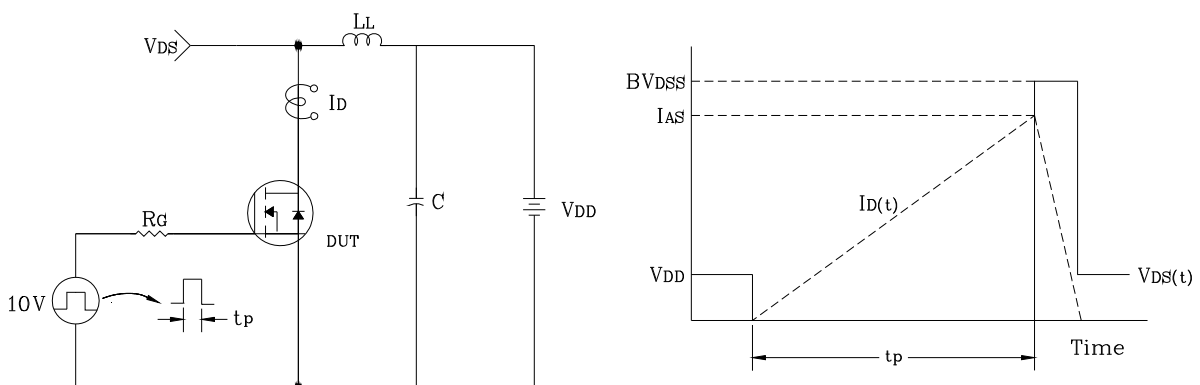 LL
VDS
ID
RG
DUT
C
VDD
10V
tp
BVDSS
IAS
ID(t)
VDD
VDS(t)
tp
Time